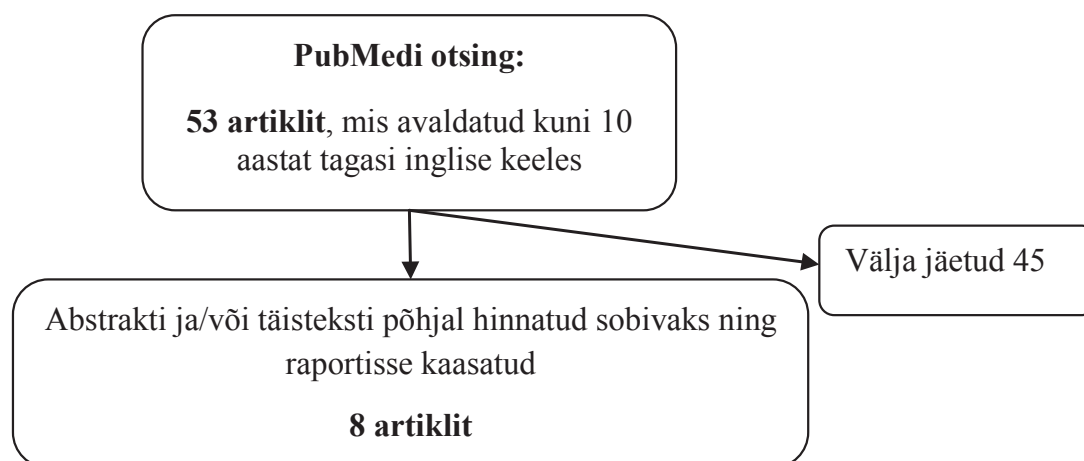 PubMedi otsing:
53 artiklit, mis avaldatud kuni 10
aastat tagasi inglise keeles
Välja jäetud 45
Abstrakti ja/või täisteksti põhjal hinnatud sobivaks ning
raportisse kaasatud
8 artiklit